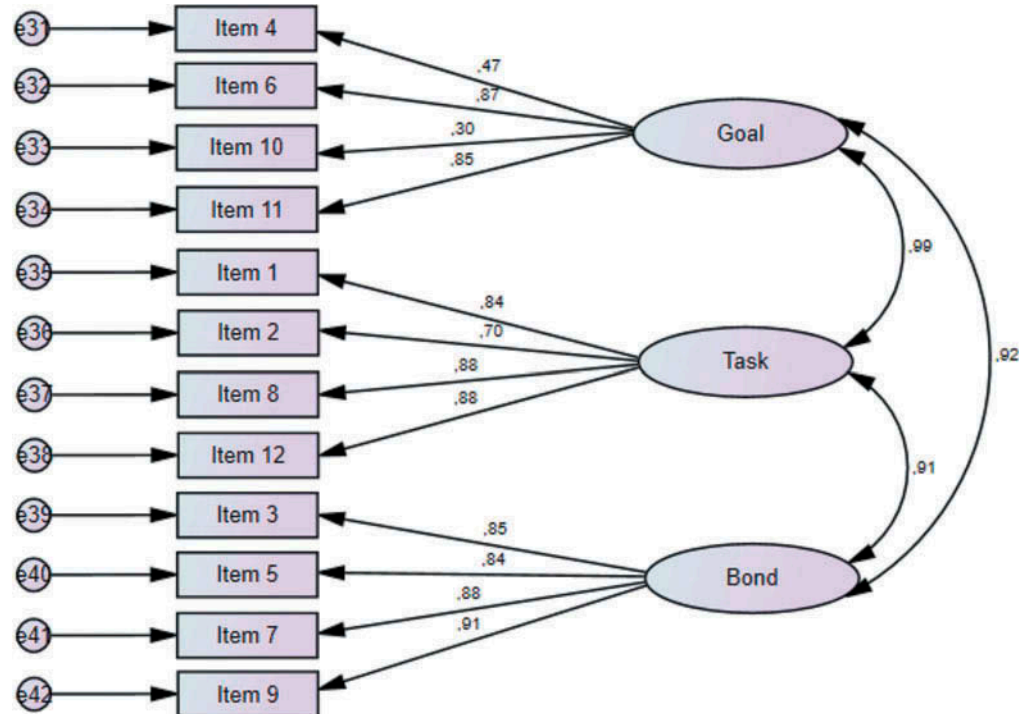 e31
Item 4
.47
e32
Item 6
.87
Goal
e33
Item 10
.30
.85
e34
Item 11
.99
e35
Item 1
.84
e36
Item 2
.70
Task
.92
e37
Item 8
.88
e38
Item 12
.88
.91
e39
Item 3
.85
e40
Item 5
.84
Bond
e41
Item 7
.88
e42
Item 9
.91